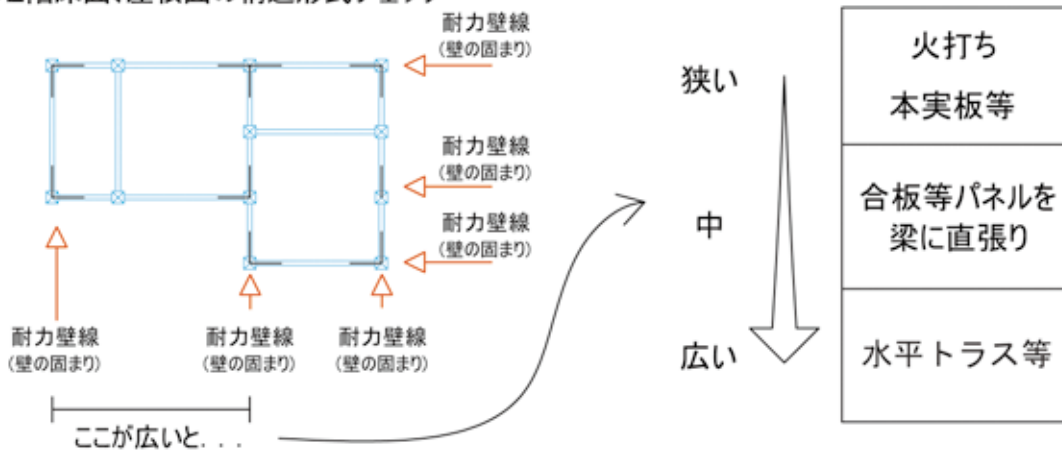 耐力壁線
(壁の固まり)
耐力壁線
(壁の固まり)
耐力壁線
(壁の固まり)
耐力壁線
(壁の固まり)
耐力壁線
(壁の固まり)
耐力壁線
(壁の固まり)
ここが広いと. . .
狭い
中
広い
火打ち
本実板等
合板等パネルを
梁に直張り
水平トラス等